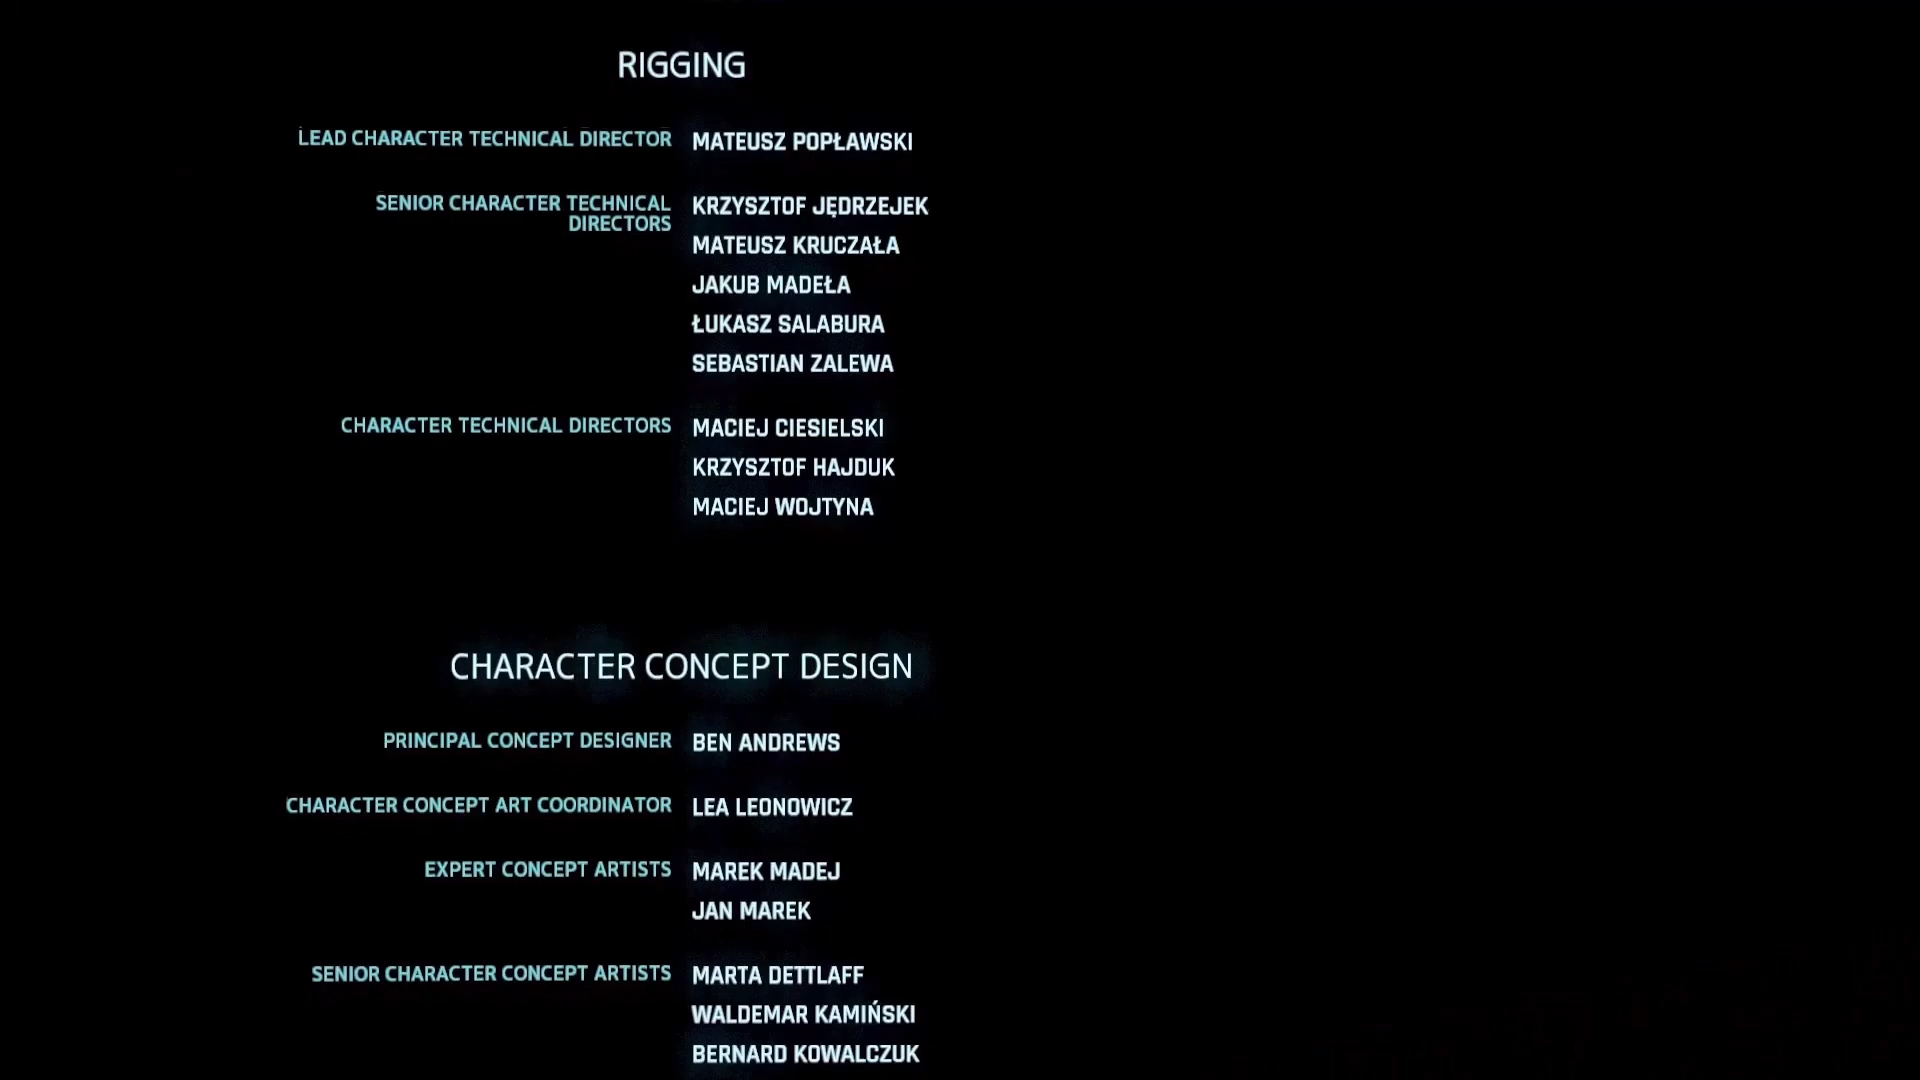 RIGGING
LEAD CHARACTER TECHNICAL DIRECTOR MATEUSZ POPŁAWSKI
SENIOR CHARACTER TECHNICAL DIRECTORS KRZYSZTOF JĘDRZEJEK
MATEUSZ KRUCZAŁA
JAKUB MADEŁA
ŁUKASZ SALABURA
SEBASTIAN ZALEWA
CHARACTER TECHNICAL DIRECTORS MACIEJ CIESIELSKI
KRZYSZTOF HAJDUK
MACIEJ WOJTYNA
CHARACTER CONCEPT DESIGN
PRINCIPAL CONCEPT DESIGNER BEN ANDREWS
CHARACTER CONCEPT ART COORDINATOR LEA LEONOWICZ
EXPERT CONCEPT ARTISTS MAREK MADEJ
JAN MAREK
SENIOR CHARACTER CONCEPT ARTISTS MARTA DETTLAFF
WALDEMAR KAMIŃSKI
BERNARD KOWALCZUK